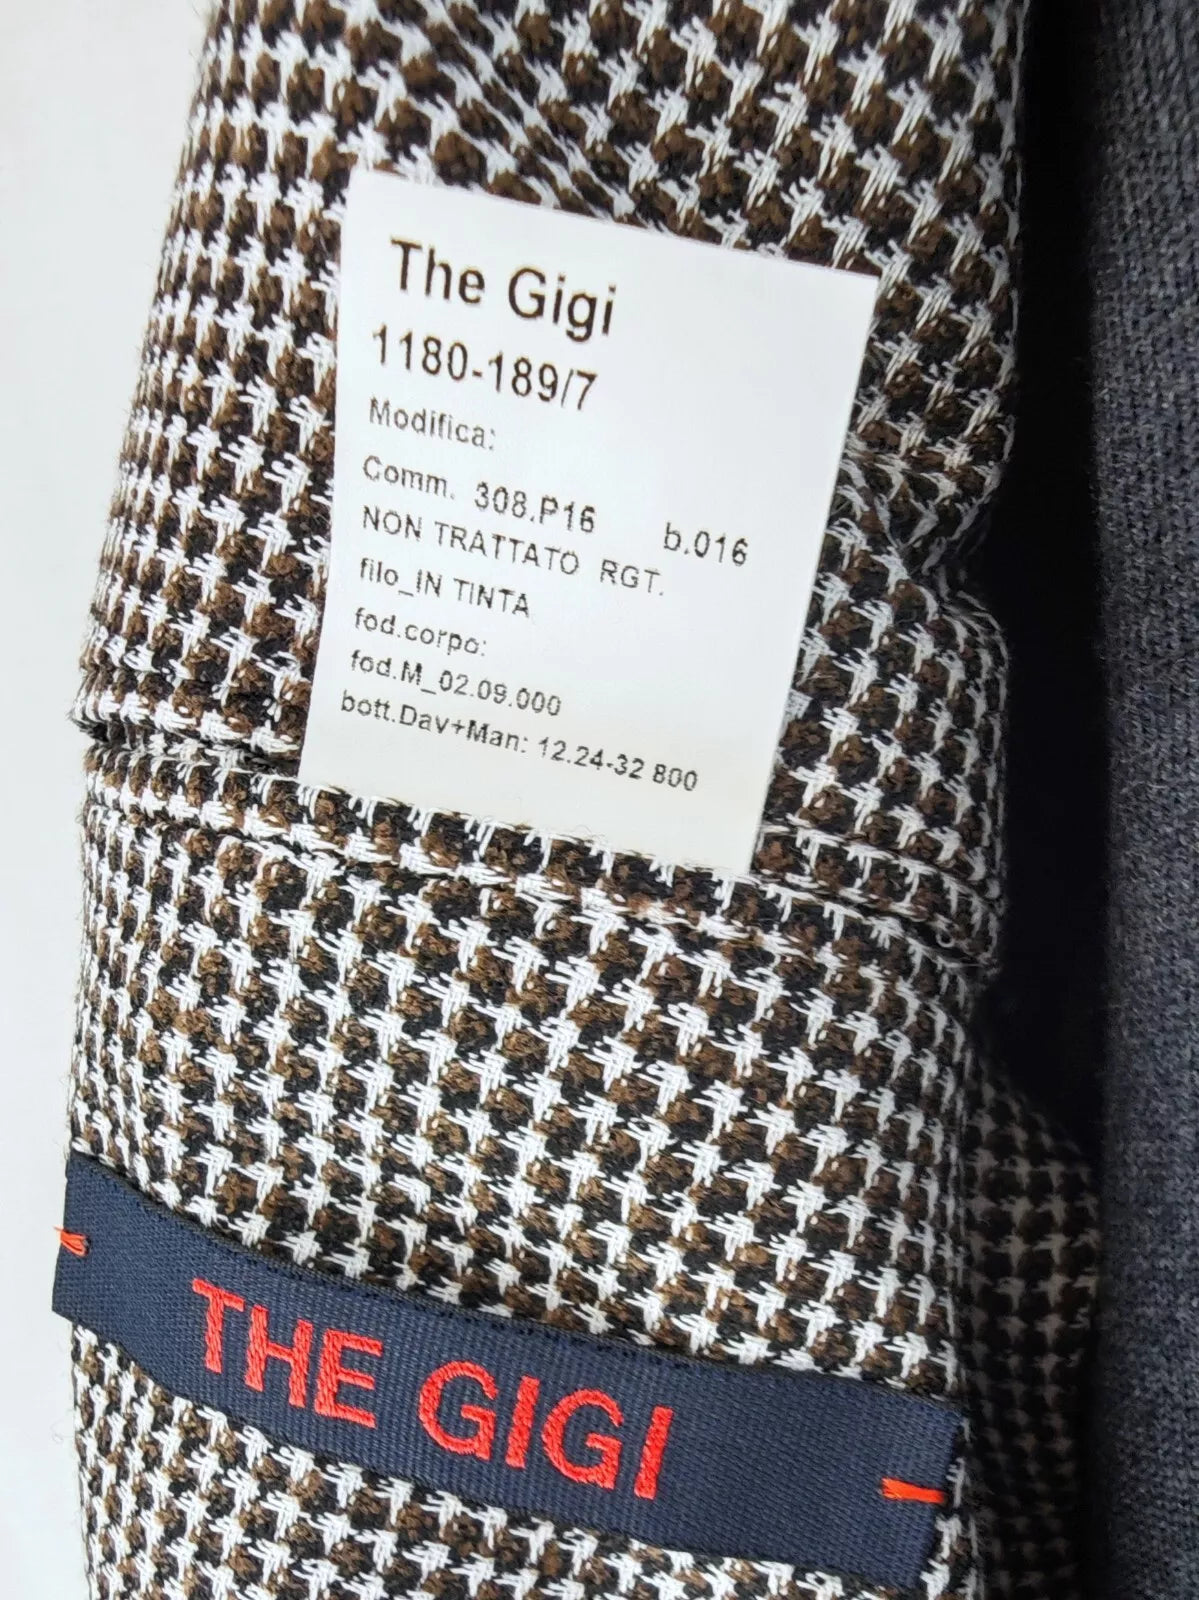 The Gigi
1180-189/7
Modifica:
Comm. 308.P16 b.016
NON TRATTATO RGT.
filo_IN TINTA
fod.corpo:
fod.M_02.09.000
bott.Dav+Man: 12.24-32 800
THE GIGI